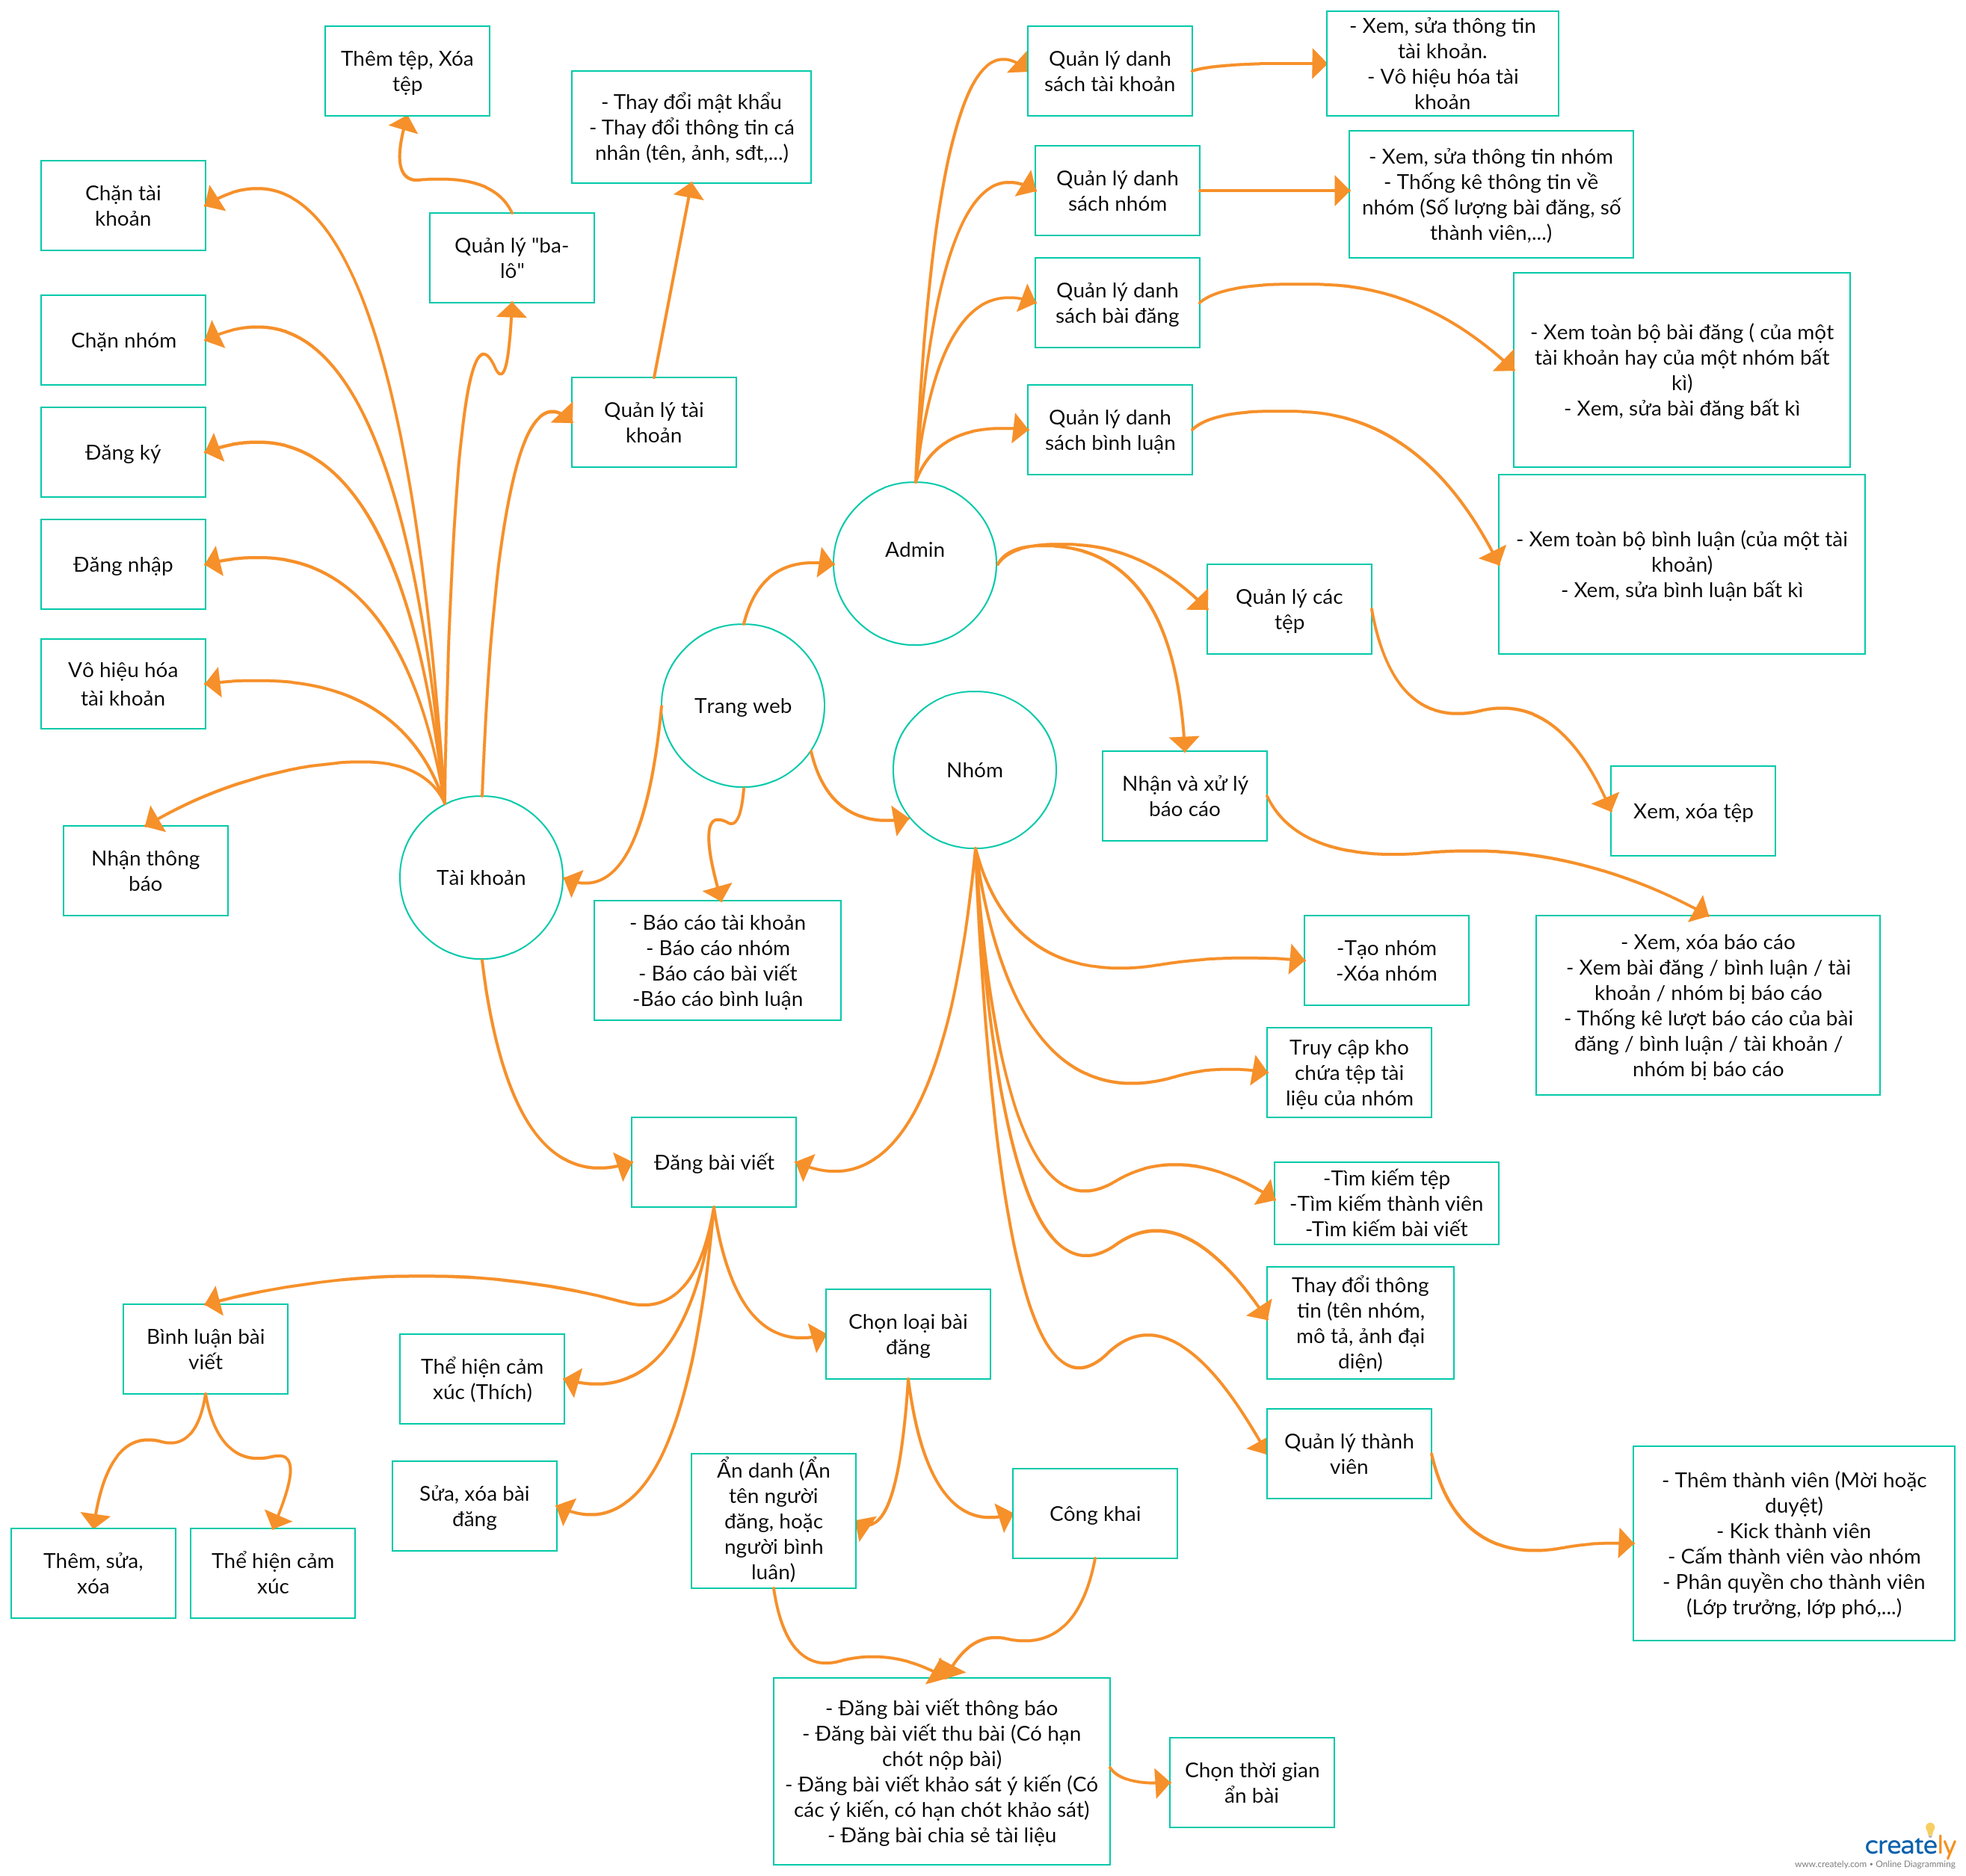 Thêm tệp, Xóa
tệp
- Thay đổi mật khẩu
- Thay đổi thông tin cá
nhân (tên, ảnh, sđt,...)
Quản lý danh
sách tài khoản
- Xem, sửa thông tin
tài khoản.
- Vô hiệu hóa tài
khoản
Chặn tài
khoản
Quản lý "ba-
lô"
Quản lý danh
sách nhóm
- Xem, sửa thông tin nhóm
- Thống kê thông tin về
nhóm (Số lượng bài đăng, số
thành viên,...)
Chặn nhóm
Quản lý danh
sách bài đăng
- Xem toàn bộ bài đăng ( của một
tài khoản hay của một nhóm bất
kì)
- Xem, sửa bài đăng bất kì
Đăng ký
Quản lý tài
khoản
Quản lý danh
sách bình luận
- Xem toàn bộ bình luận (của một tài
khoản)
- Xem, sửa bình luận bất kì
Đăng nhập
Admin
Quản lý các
tệp
Vô hiệu hóa
tài khoản
Trang web
Nhóm
Nhận và xử lý
báo cáo
Xem, xóa tệp
Nhận thông
báo
Tài khoản
- Báo cáo tài khoản
- Báo cáo nhóm
- Báo cáo bài viết
-Báo cáo bình luận
-Tạo nhóm
-Xóa nhóm
- Xem, xóa báo cáo
- Xem bài đăng / bình luận / tài
khoản / nhóm bị báo cáo
- Thống kê lượt báo cáo của bài
đăng / bình luận / tài khoản /
nhóm bị báo cáo
Truy cập kho
chứa tệp tài
liệu của nhóm
Đăng bài viết
-Tìm kiếm tệp
-Tìm kiếm thành viên
-Tìm kiếm bài viết
Thay đổi thông
tin (tên nhóm,
mô tả, ảnh đại
diện)
Bình luận bài
viết
Thể hiện cảm
xúc (Thích)
Chọn loại bài
đăng
Quản lý thành
viên
Sửa, xóa bài
đăng
Ẩn danh (Ẩn
tên người
đăng, hoặc
người bình
luân)
Công khai
- Thêm thành viên (Mời hoặc
duyệt)
- Kick thành viên
- Cấm thành viên vào nhóm
- Phân quyền cho thành viên
(Lớp trưởng, lớp phó,...)
Thêm, sửa,
xóa
Thể hiện cảm
xúc
- Đăng bài viết thông báo
- Đăng bài viết thu bài (Có hạn
chót nộp bài)
- Đăng bài viết khảo sát ý kiến (Có
các ý kiến, có hạn chót khảo sát)
- Đăng bài chia sẻ tài liệu
Chọn thời gian
ẩn bài
creately
www.creately.com • Online Diagramming